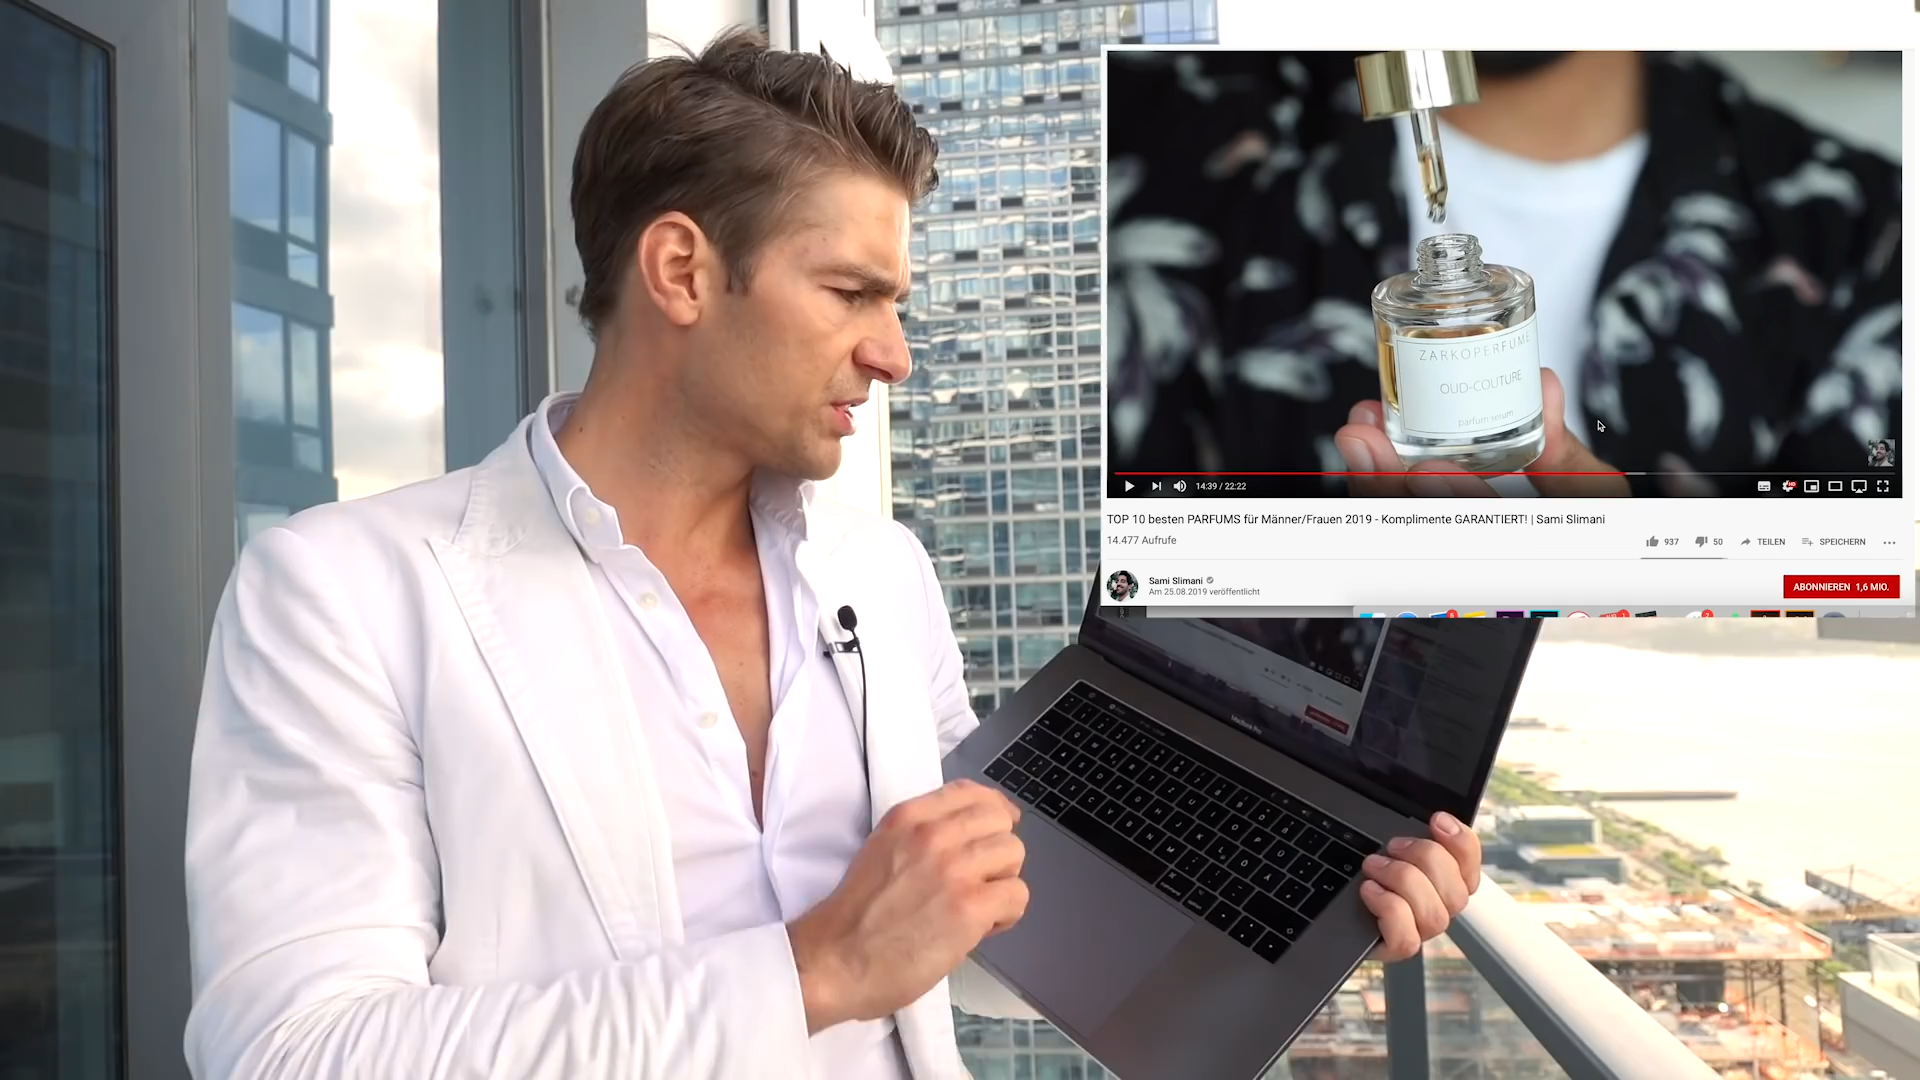 ZARKOPERFUME
OUD-COUTURE
parfum serum
14:39 / 22:22
TOP 10 besten PARFUMS für Männer/Frauen 2019 - Komplimente GARANTIERT! | Sami Slimani
14.477 Aufrufe
937
50
TEILEN
SPEICHERN
Sami Slimani
Am 25.08.2019 veröffentlicht
ABONNIEREN 1,6 MIO.
MacBook Pro